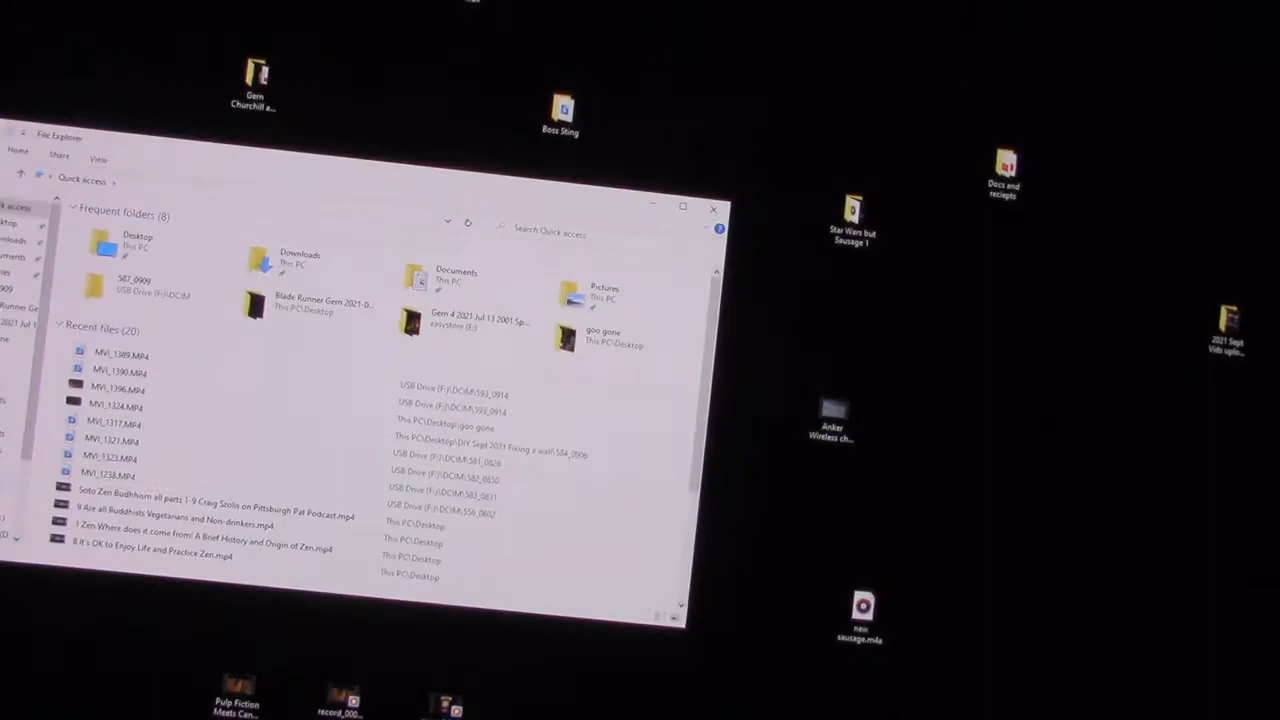 Gern
Churchill a...
Boss Sting
Docs and
reciepts
Star Wars but
Sausage 1
2021 Sept
Vids uplo...
Anker
Wireless ch...
new
sausage.m4a
Pulp Fiction
Meets Cen...
record_000...
File Explorer
Home Share View
Quick access
Search Quick access
Frequent folders (8)
Desktop
This PC
Downloads
This PC
Documents
This PC
Pictures
This PC
587_0909
USB Drive (F:)\DCIM
Blade Runner Gern 2021-0...
This PC\Desktop
Gern 4 2021 Jul 13 2001 Sp...
easystore (E:)
goo gone
This PC\Desktop
Recent files (20)
MVI_1389.MP4 USB Drive (F:)\DCIM\593_0914
MVI_1390.MP4 USB Drive (F:)\DCIM\593_0914
MVI_1396.MP4 This PC\Desktop\goo gone
MVI_1324.MP4 This PC\Desktop\DIY Sept 2021 Fixing a wall\584_0906
MVI_1317.MP4 USB Drive (F:)\DCIM\581_0826
MVI_1321.MP4 USB Drive (F:)\DCIM\582_0830
MVI_1323.MP4 USB Drive (F:)\DCIM\583_0831
MVI_1238.MP4 USB Drive (F:)\DCIM\556_0602
Soto Zen Budhhism all parts 1-9 Craig Szolis on Pittsburgh Pat Podcast.mp4 This PC\Desktop
9 Are all Buddhists Vegetarians and Non-drinkers.mp4 This PC\Desktop
1 Zen Where does it come from! A Brief History and Origin of Zen.mp4 This PC\Desktop
8 It's OK to Enjoy Life and Practice Zen.mp4 This PC\Desktop